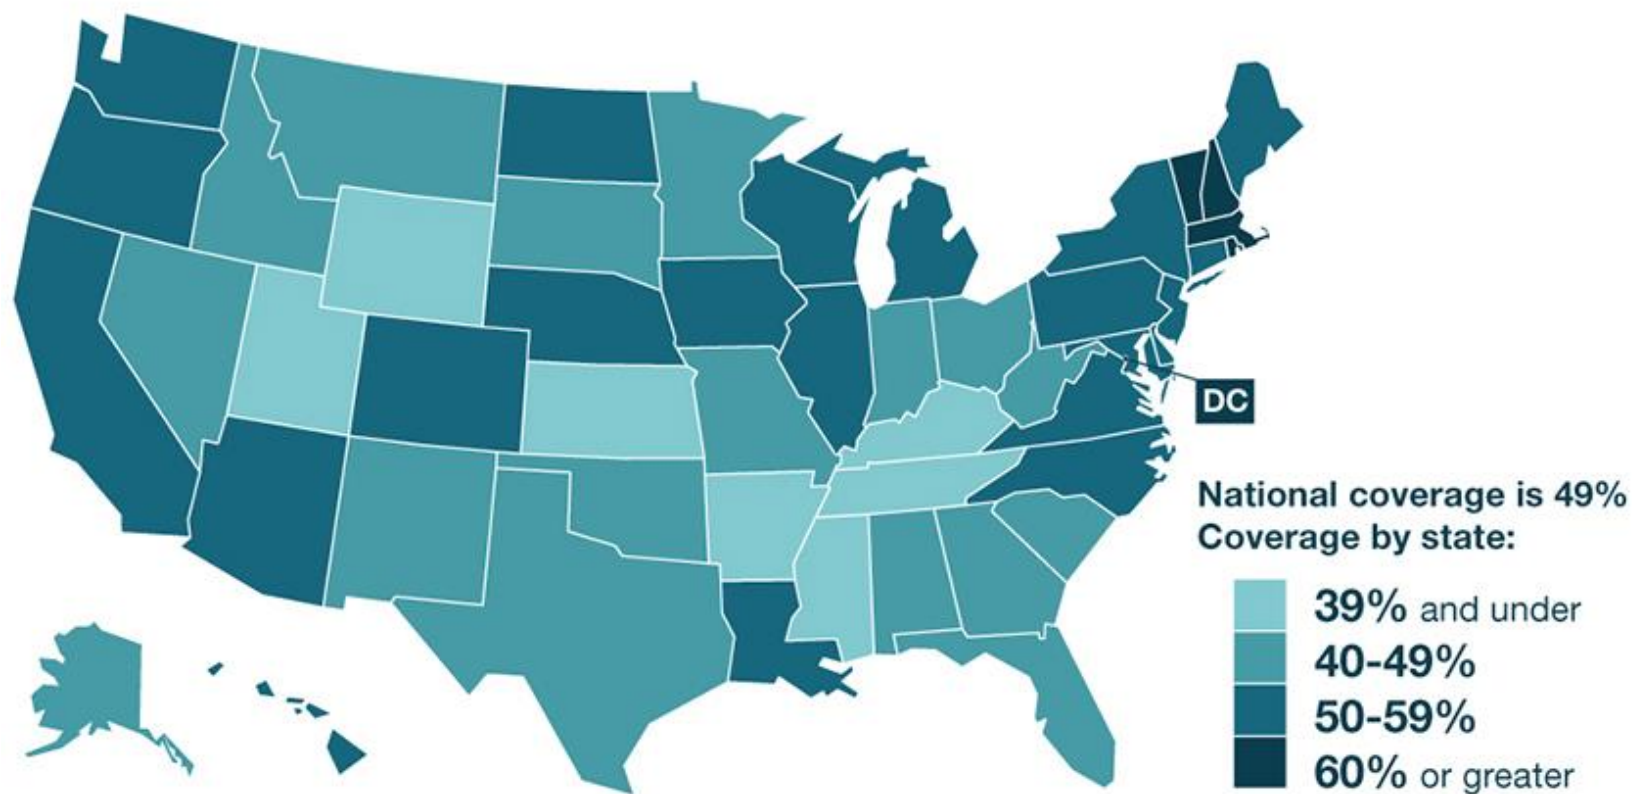 DC
National coverage is 49%
Coverage by state:
39% and under
40-49%
50-59%
60% or greater